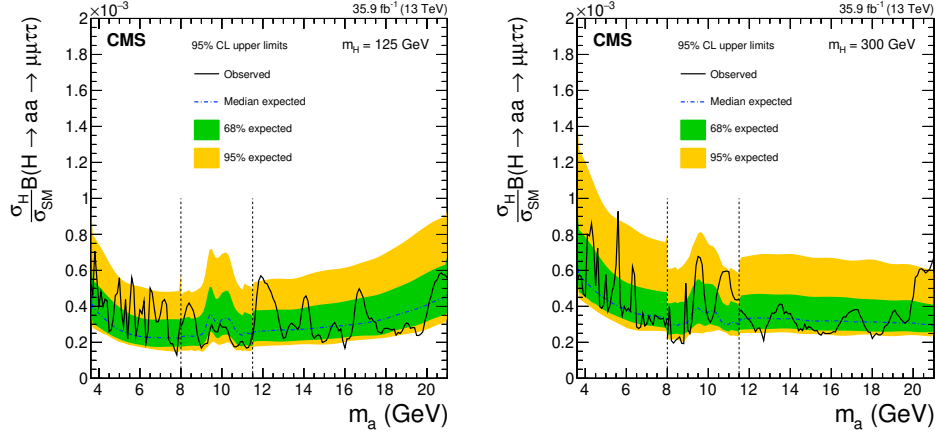 35.9 fb⁻¹ (13 TeV)
×10⁻³
CMS
95% CL upper limits
m_H = 125 GeV
Observed
Median expected
68% expected
95% expected
σ_H/σ_SM B(H → aa → μμττ)
2
1.8
1.6
1.4
1.2
1
0.8
0.6
0.4
0.2
0
4 6 8 10 12 14 16 18 20
m_a (GeV)
35.9 fb⁻¹ (13 TeV)
×10⁻³
CMS
95% CL upper limits
m_H = 300 GeV
Observed
Median expected
68% expected
95% expected
σ_H/σ_SM B(H → aa → μμττ)
2
1.8
1.6
1.4
1.2
1
0.8
0.6
0.4
0.2
0
4 6 8 10 12 14 16 18 20
m_a (GeV)